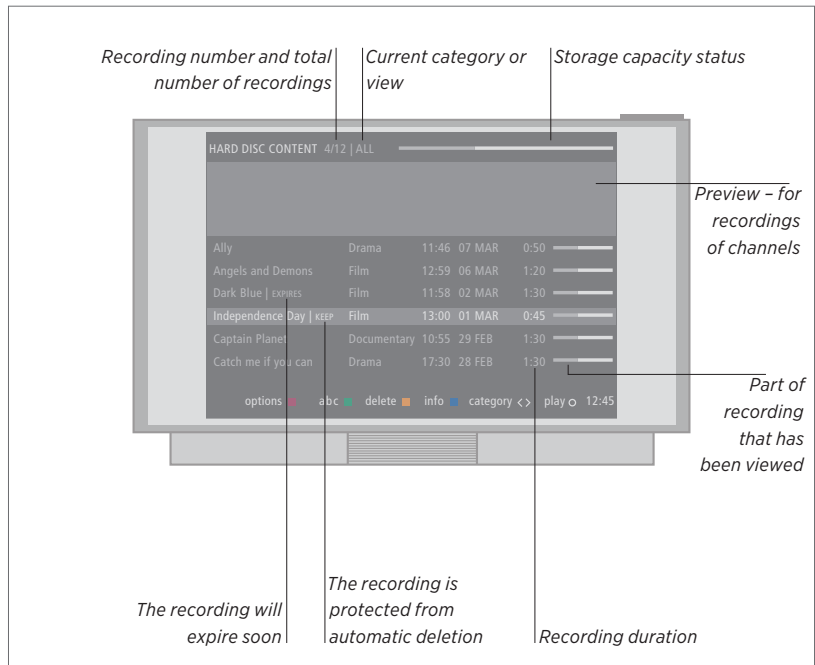 Recording number and total
number of recordings
Current category or
view
Storage capacity status
HARD DISC CONTENT 4/12 | ALL
Preview – for
recordings
of channels
Ally Drama 11:46 07 MAR 0:50
Angels and Demons Film 12:59 06 MAR 1:20
Dark Blue | EXPIRES Film 11:58 02 MAR 1:30
Independence Day | KEEP Film 13:00 01 MAR 0:45
Captain Planet Documentary 10:55 29 FEB 1:30
Catch me if you can Drama 17:30 28 FEB 1:30
options abc delete info category <> play 12:45
Part of
recording
that has
been viewed
The recording will
expire soon
The recording is
protected from
automatic deletion
Recording duration